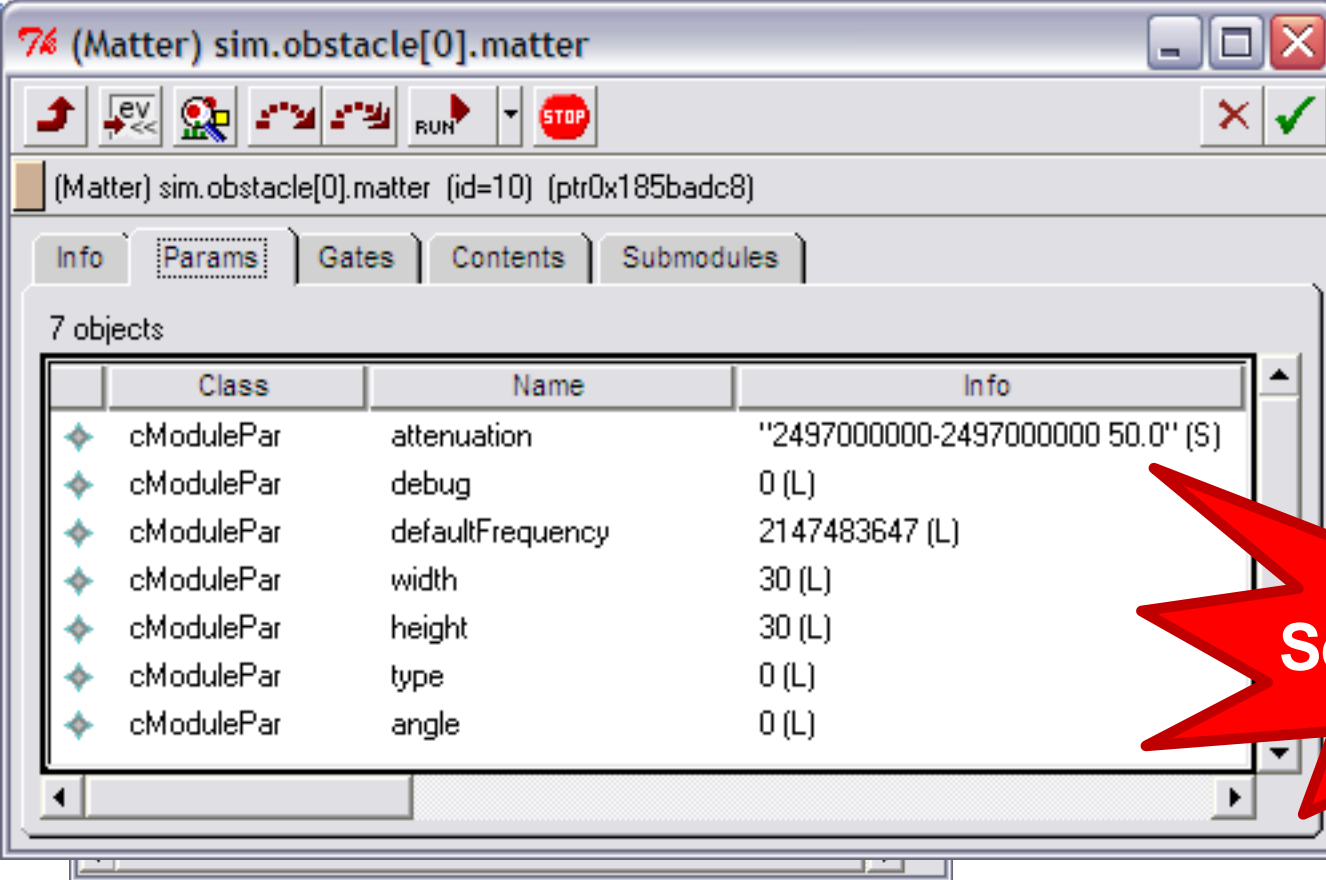 (Matter) sim.obstacle[0].matter
ev RUN STOP
(Matter) sim.obstacle[0].matter (id=10) (ptr0x185badc8)
Info Params Gates Contents Submodules
7 objects
Class Name Info
cModulePar attenuation "2497000000-2497000000 50.0" (S)
cModulePar debug 0 (L)
cModulePar defaultFrequency 2147483647 (L)
cModulePar width 30 (L)
cModulePar height 30 (L)
cModulePar type 0 (L)
cModulePar angle 0 (L)